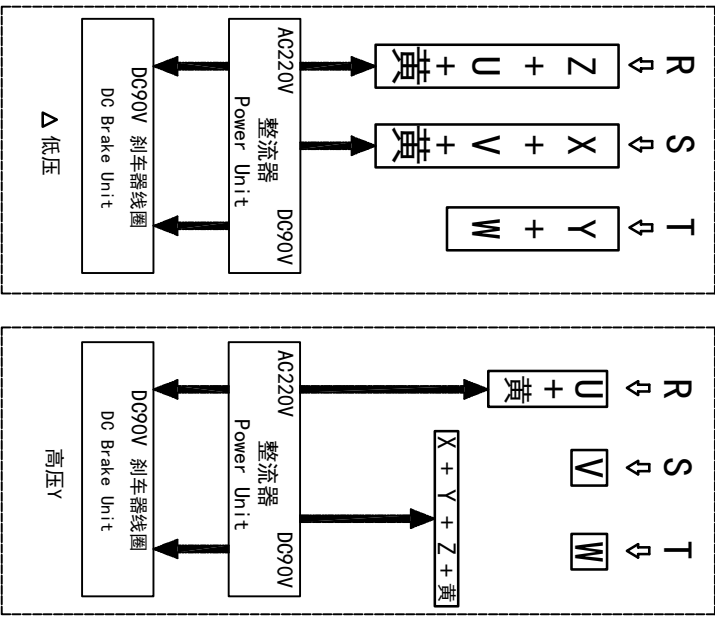 R S T
Z + U + 黄
X + V + 黄
Y + W
AC220V 整流器 DC90V
Power Unit
DC90V 刹车器线圈
DC Brake Unit
△ 低压
R S T
U + 黄
V
W
X + Y + Z + 黄
AC220V 整流器 DC90V
Power Unit
DC90V 刹车器线圈
DC Brake Unit
高压Y